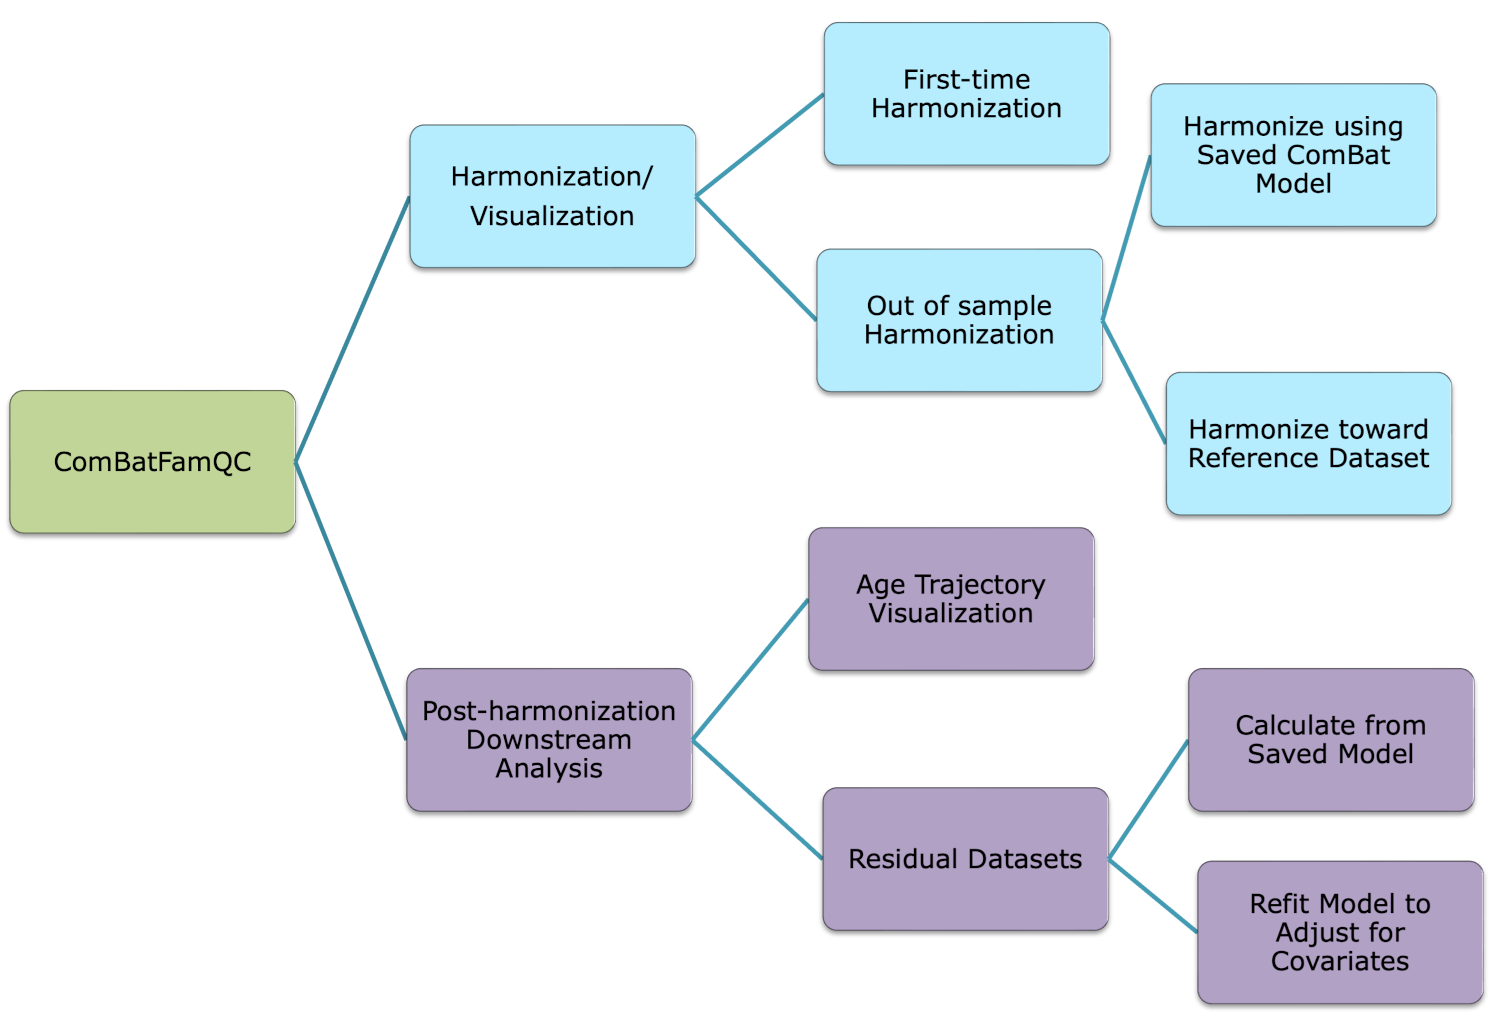 First-time
Harmonization
Harmonize using
Saved ComBat
Model
Harmonization/
Visualization
Out of sample
Harmonization
Harmonize toward
Reference Dataset
ComBatFamQC
Age Trajectory
Visualization
Post-harmonization
Downstream
Analysis
Calculate from
Saved Model
Residual Datasets
Refit Model to
Adjust for
Covariates